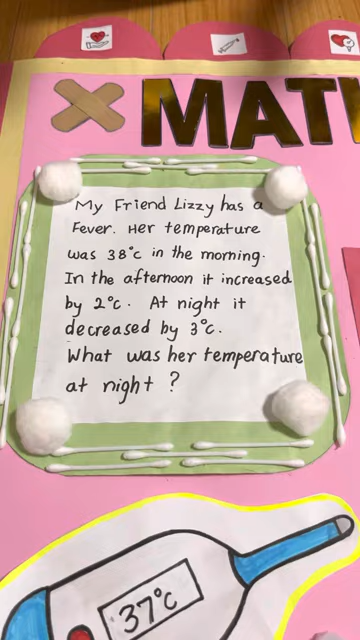 MAT
My Friend Lizzy has a
Fever. Her temperature
was 38°c in the morning.
In the afternoon it increased
by 2°c. At night it
decreased by 3°c.
What was her temperature
at night ?
37°c